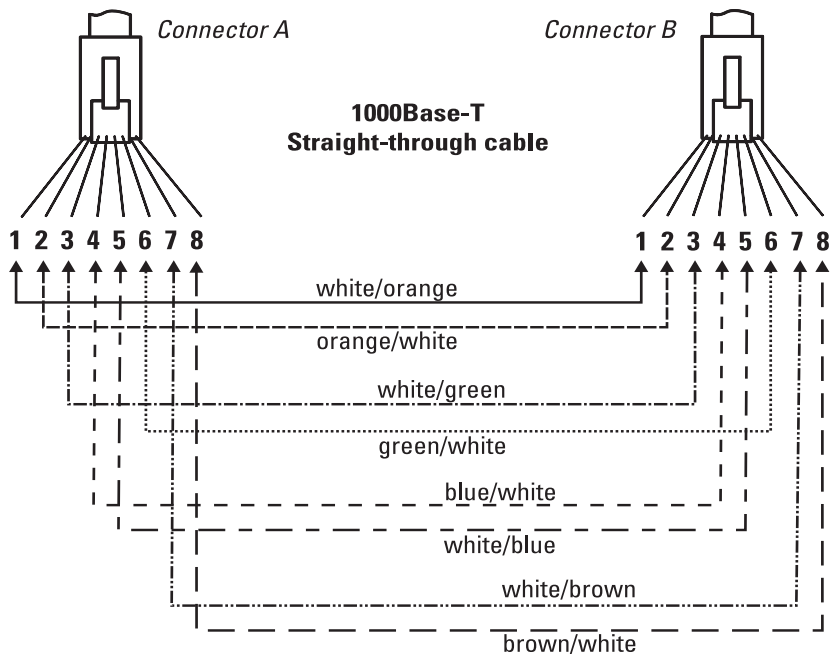 Connector A
Connector B
1000Base-T
Straight-through cable
1 2 3 4 5 6 7 8
1 2 3 4 5 6 7 8
white/orange
orange/white
white/green
green/white
blue/white
white/blue
white/brown
brown/white